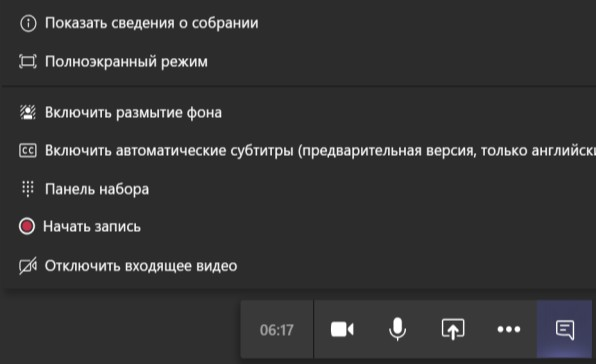 Показать сведения о собрании
Полноэкранный режим
Включить размытие фона
CC Включить автоматические субтитры (предварительная версия, только
Панель набора
Начать запись
Отключить входящее видео
06:17